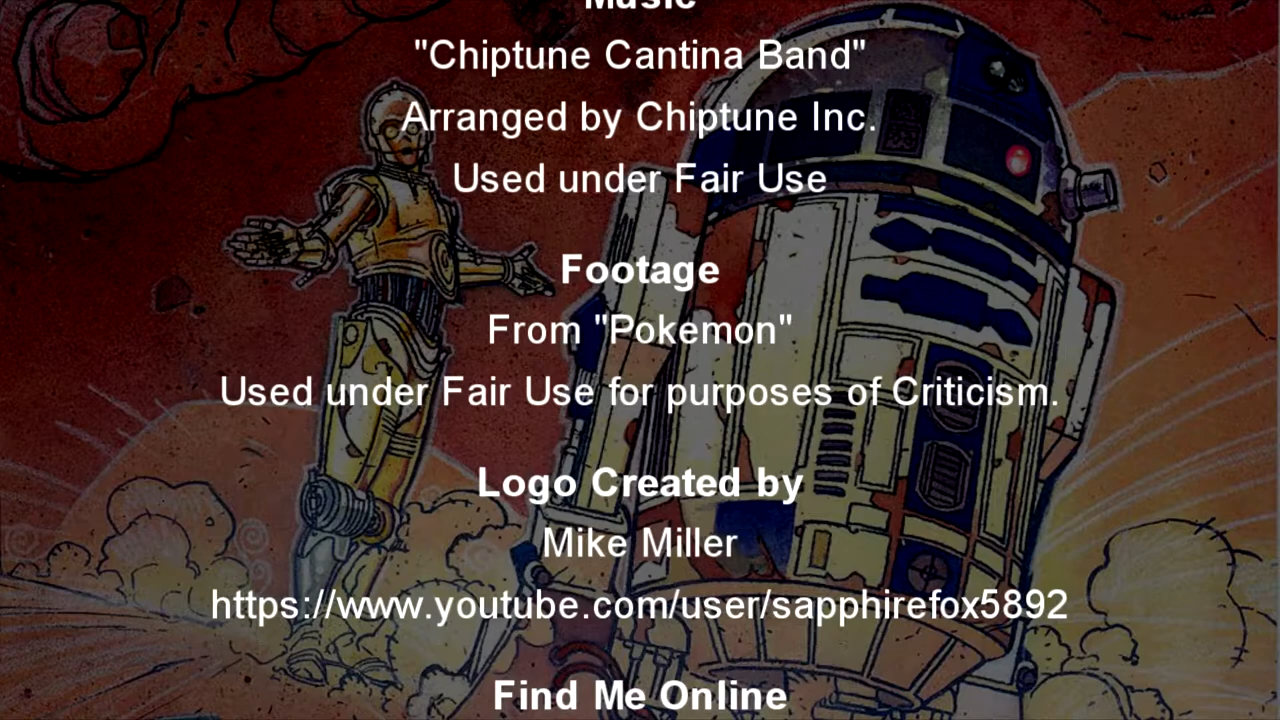 Music
"Chiptune Cantina Band"
Arranged by Chiptune Inc.
Used under Fair Use
Footage
From "Pokemon"
Used under Fair Use for purposes of Criticism.
Logo Created by
Mike Miller
https://www.youtube.com/user/sapphirefox5892
Find Me Online